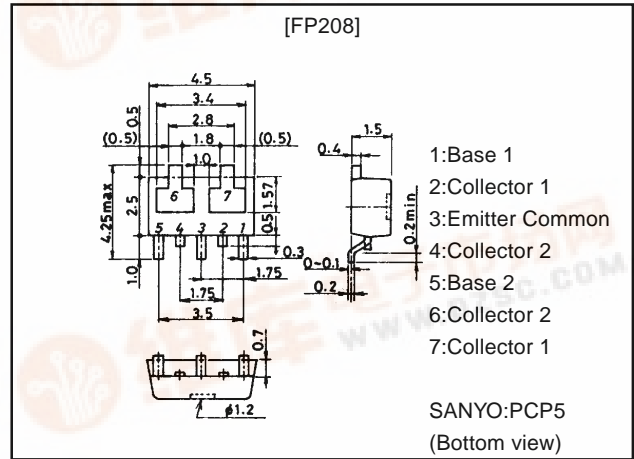 [FP208]
4.5
3.4
2.8
(0.5) 1.8 (0.5)
1.0
0.5
6 7
1.57
2.5
4.25max
5 4 3 2 1
0.5
0.3
1.0
1.75
1.75
3.5
0.7
φ1.2
1.5
0.4
0.2min
0~0.1
0.2
1:Base 1
2:Collector 1
3:Emitter Common
4:Collector 2
5:Base 2
6:Collector 2
7:Collector 1
SANYO:PCP5
(Bottom view)